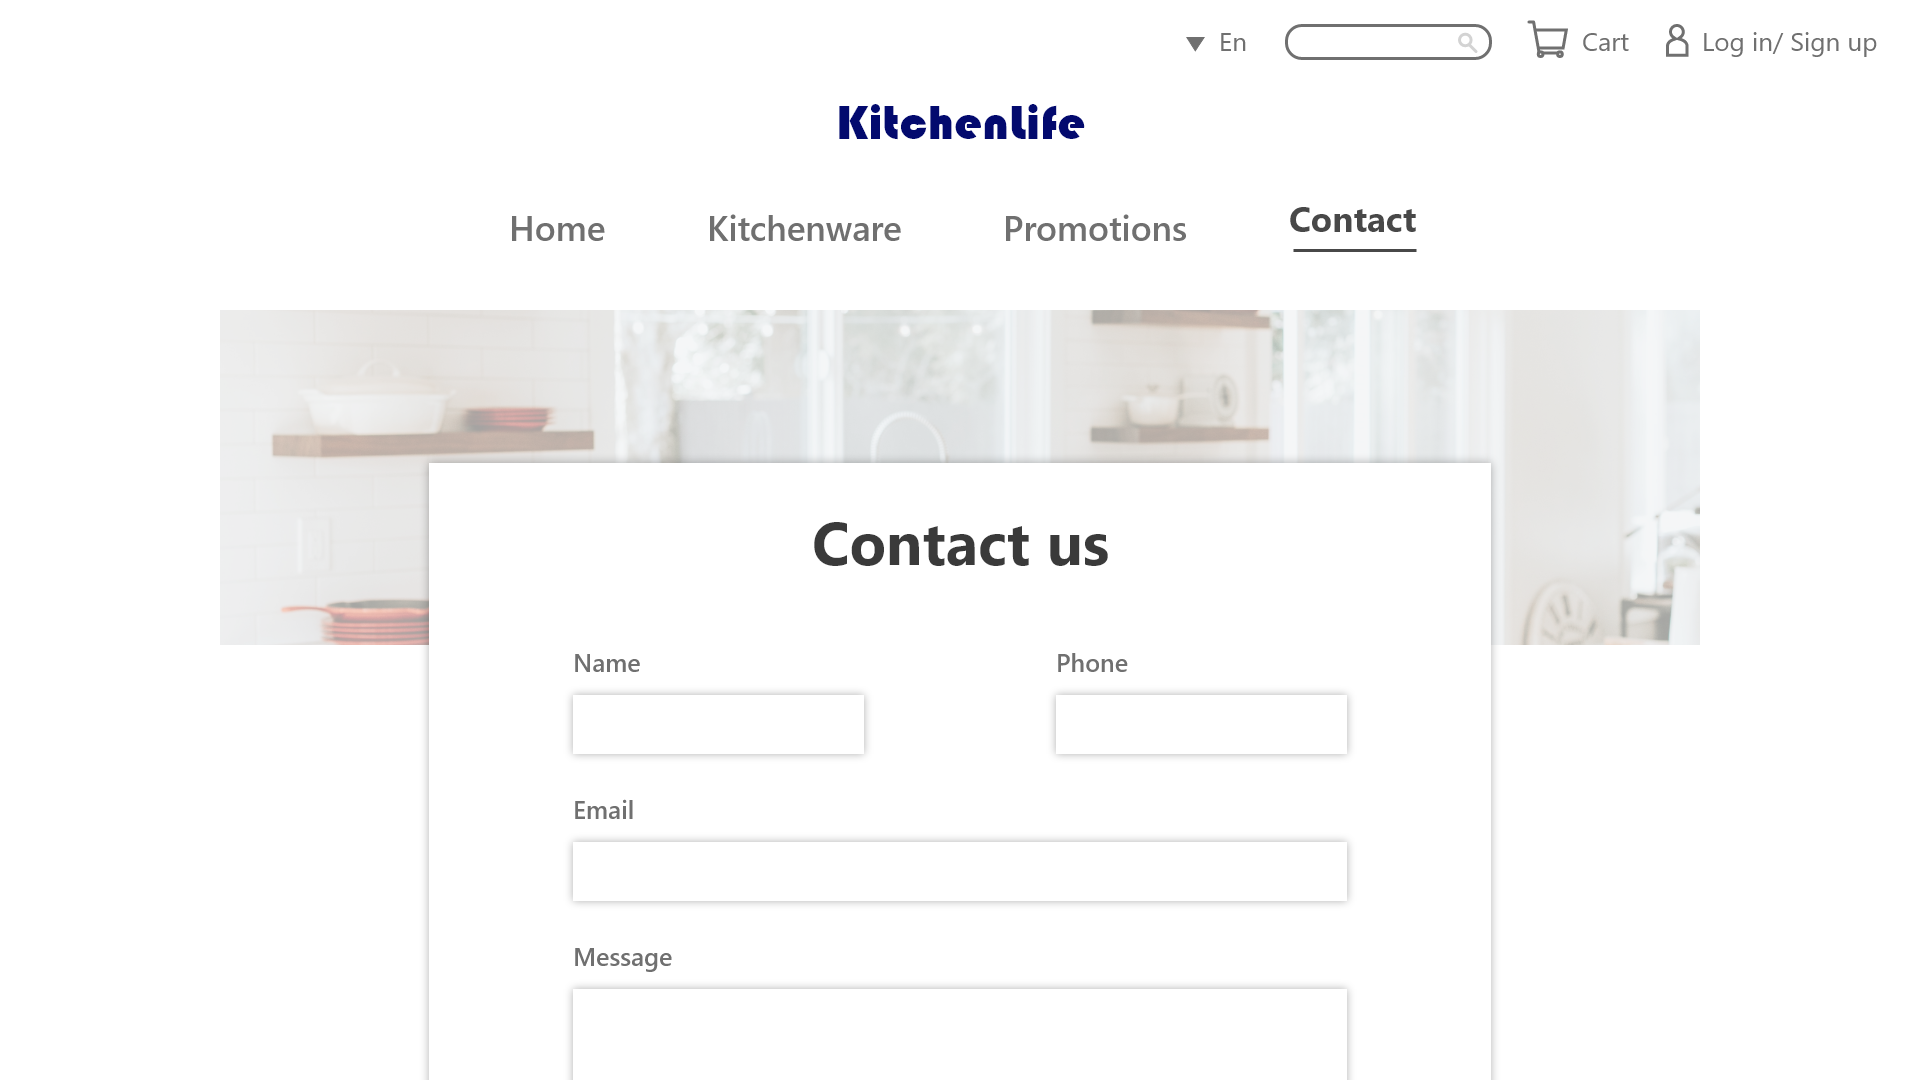 En
Cart
Log in/ Sign up
KitchenLife
Home
Kitchenware
Promotions
Contact
Contact us
Name
Phone
Email
Message